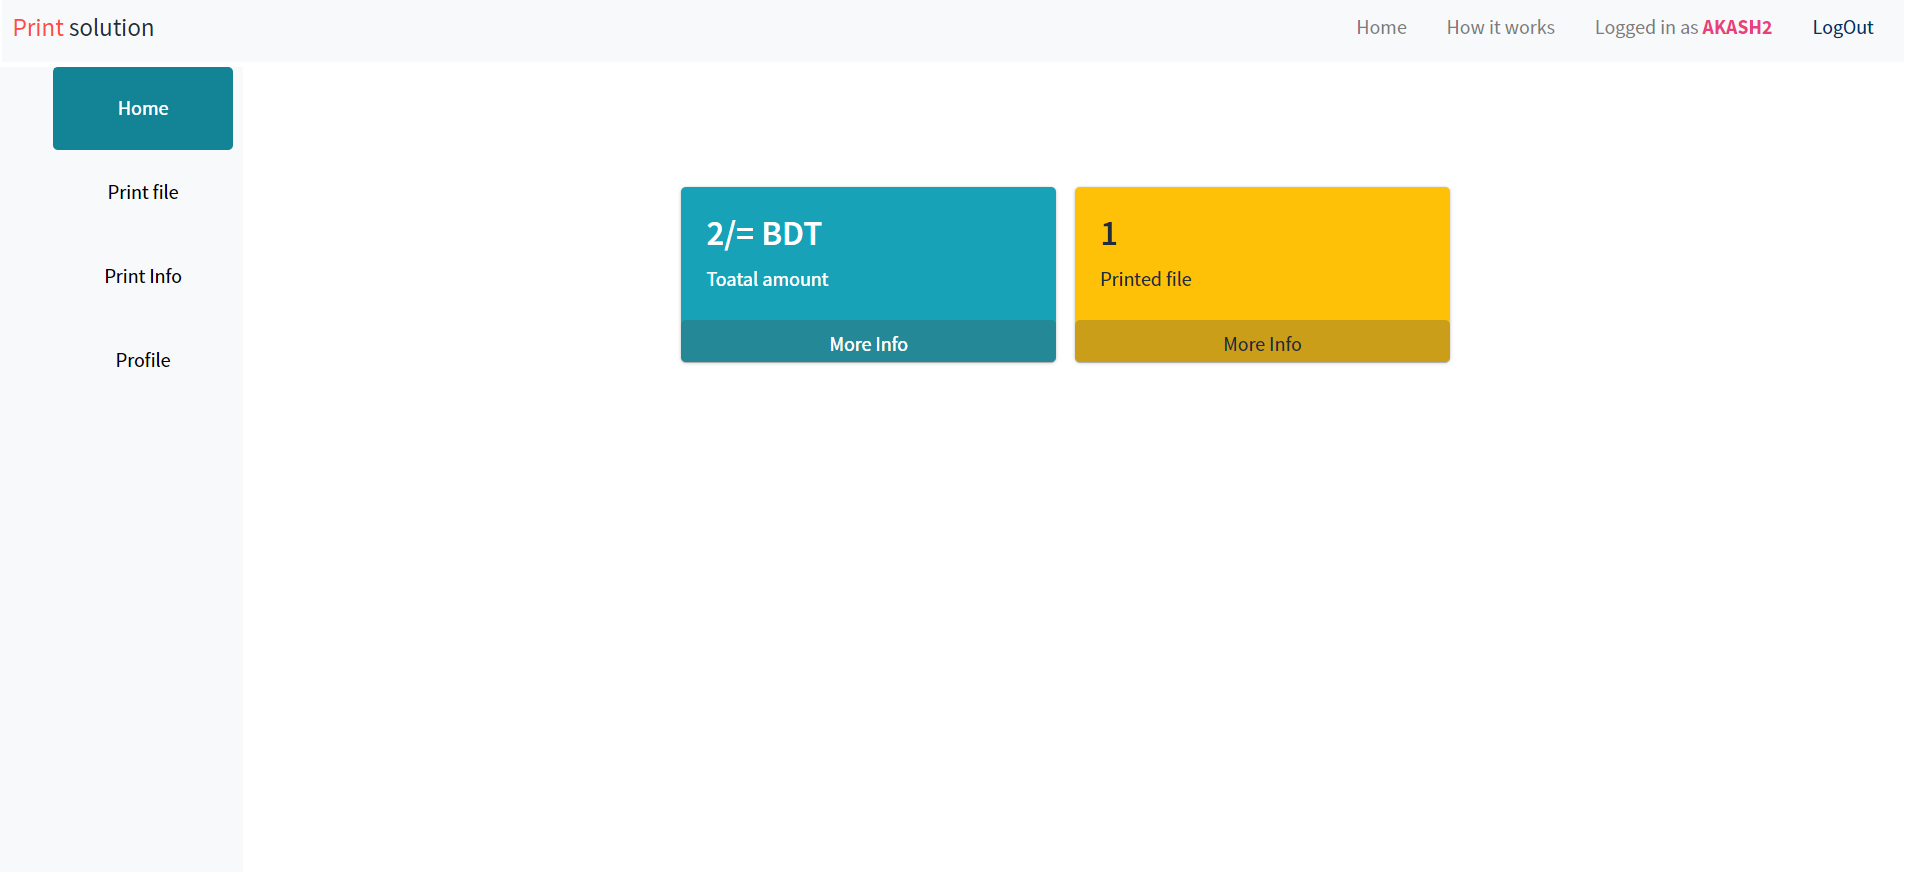 Print solution
Home
How it works
Logged in as AKASH2
LogOut
Home
Print file
Print Info
Profile
2/= BDT
Toatal amount
More Info
1
Printed file
More Info